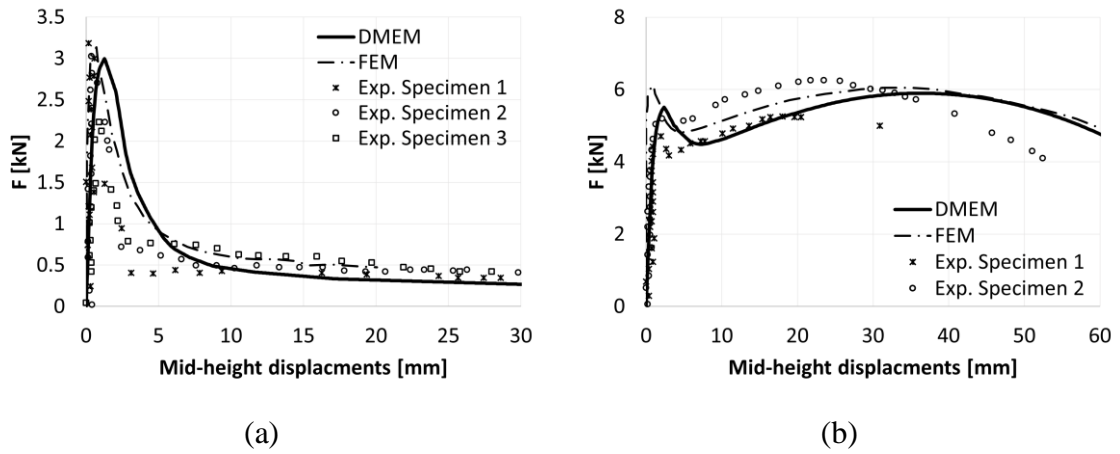 3.5
3
2.5
2
1.5
1
0.5
0
F [kN]
0 5 10 15 20 25 30
Mid-height displacments [mm]
DMEM
FEM
Exp. Specimen 1
Exp. Specimen 2
Exp. Specimen 3
(a)
8
6
4
2
0
F [kN]
0 10 20 30 40 50 60
Mid-height displacments [mm]
DMEM
FEM
Exp. Specimen 1
Exp. Specimen 2
(b)